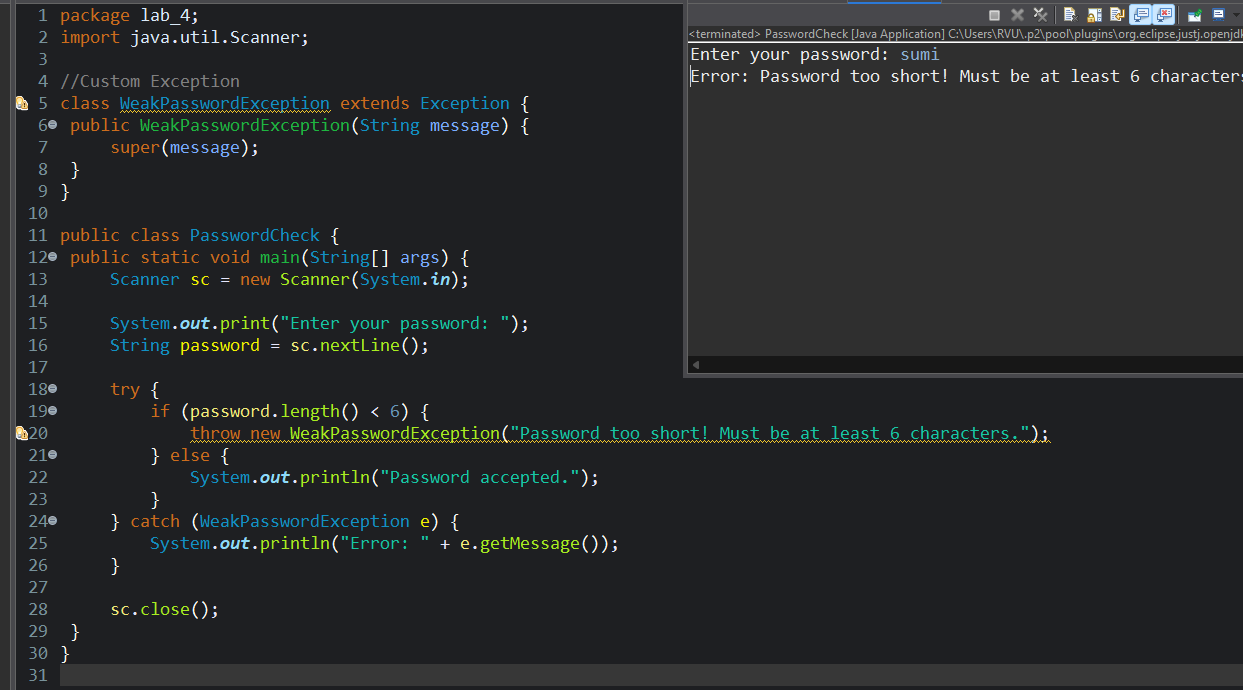 1 package lab_4;
2 import java.util.Scanner;
3
4 //Custom Exception
5 class WeakPasswordException extends Exception {
6 public WeakPasswordException(String message) {
7 super(message);
8 }
9 }
10
11 public class PasswordCheck {
12 public static void main(String[] args) {
13 Scanner sc = new Scanner(System.in);
14
15 System.out.print("Enter your password: ");
16 String password = sc.nextLine();
17
18 try {
19 if (password.length() < 6) {
20 throw new WeakPasswordException("Password too short! Must be at least 6 characters.");
21 } else {
22 System.out.println("Password accepted.");
23 }
24 } catch (WeakPasswordException e) {
25 System.out.println("Error: " + e.getMessage());
26 }
27
28 sc.close();
29 }
30 }
31
<terminated> PasswordCheck [Java Application] C:\Users\RVU\.p2\pool\plugins\org.eclipse.justj.openjdk
Enter your password: sumi
Error: Password too short! Must be at least 6 characters